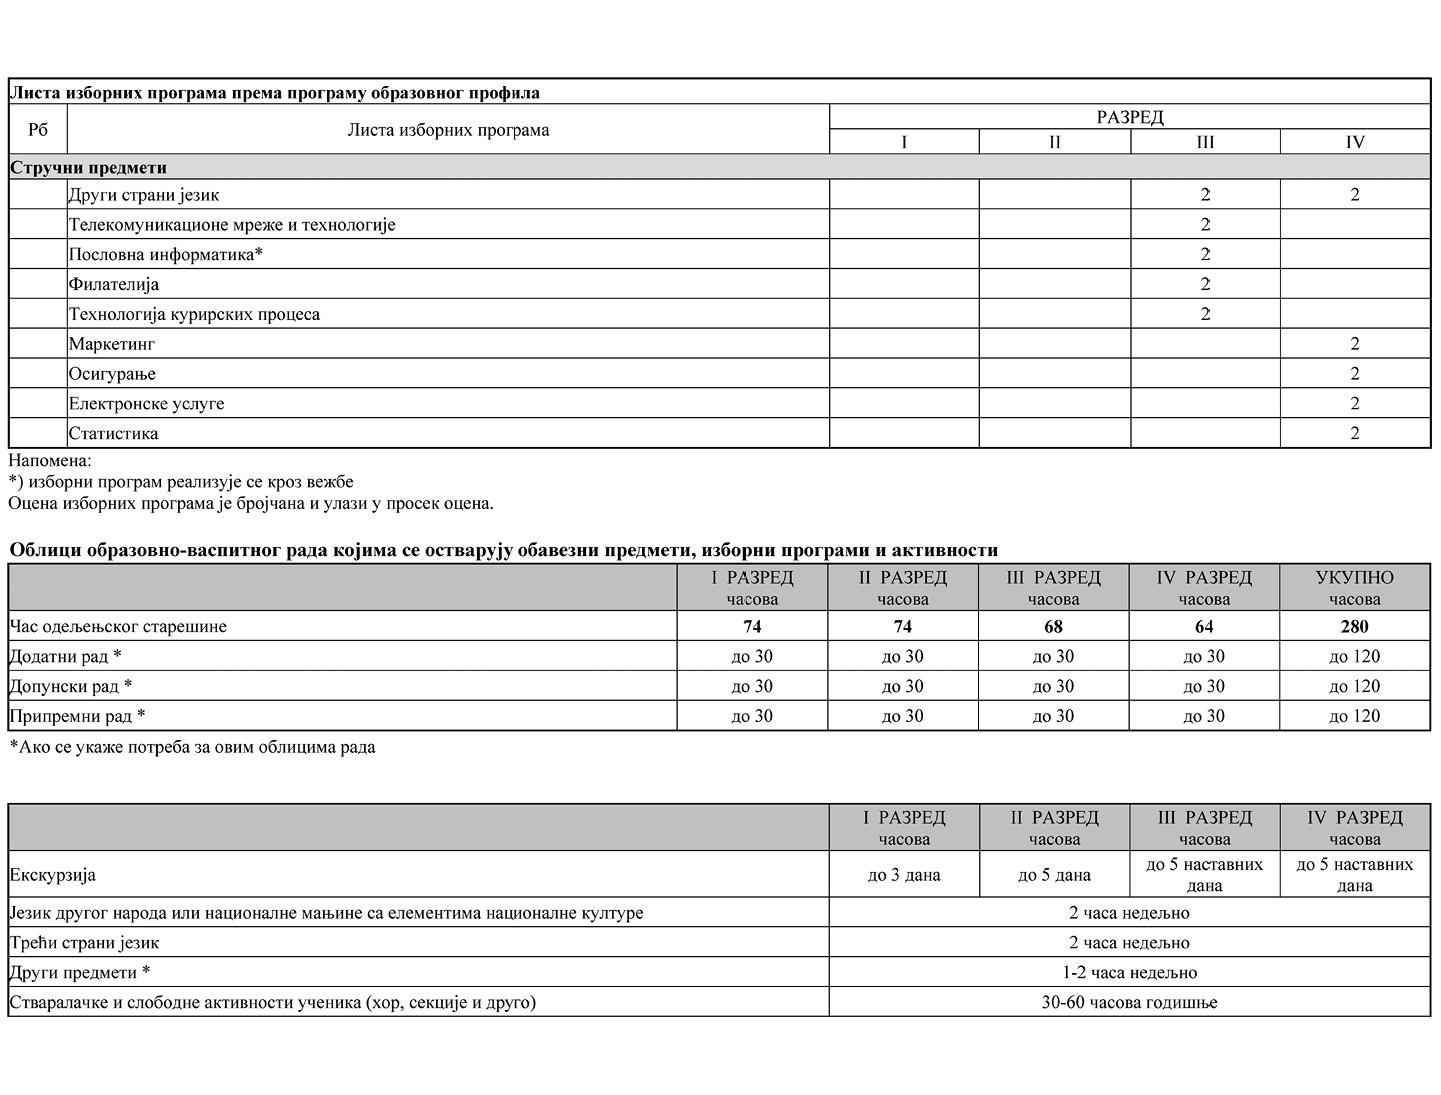 Листа изборних програма према програму образовног профила
Рб Листа изборних програма РАЗРЕД
I II III IV
Стручни предмети
Други страни језик 2 2
Телекомуникационе мреже и технологије 2
Пословна информатика* 2
Филателија 2
Технологија курирских процеса 2
Маркетинг 2
Осигурање 2
Електронске услуге 2
Статистика 2
Напомена:
*) изборни програм реализује се кроз вежбе
Оцена изборних програма је бројчана и улази у просек оцена.
Облици образовно-васпитног рада којима се остварују обавезни предмети, изборни програми и активности
I РАЗРЕД II РАЗРЕД III РАЗРЕД IV РАЗРЕД УКУПНО
часова часова часова часова часова
Час одељењског старешине 74 74 68 64 280
Додатни рад * до 30 до 30 до 30 до 30 до 120
Допунски рад * до 30 до 30 до 30 до 30 до 120
Припремни рад * до 30 до 30 до 30 до 30 до 120
*Ако се укаже потреба за овим облицима рада
I РАЗРЕД II РАЗРЕД III РАЗРЕД IV РАЗРЕД
часова часова часова часова
Екскурзија до 3 дана до 5 дана до 5 наставних до 5 наставних
дана дана
Језик другог народа или националне мањине са елементима националне културе 2 часа недељно
Трећи страни језик 2 часа недељно
Други предмети * 1-2 часа недељно
Стваралачке и слободне активности ученика (хор, секције и друго) 30-60 часова годишње